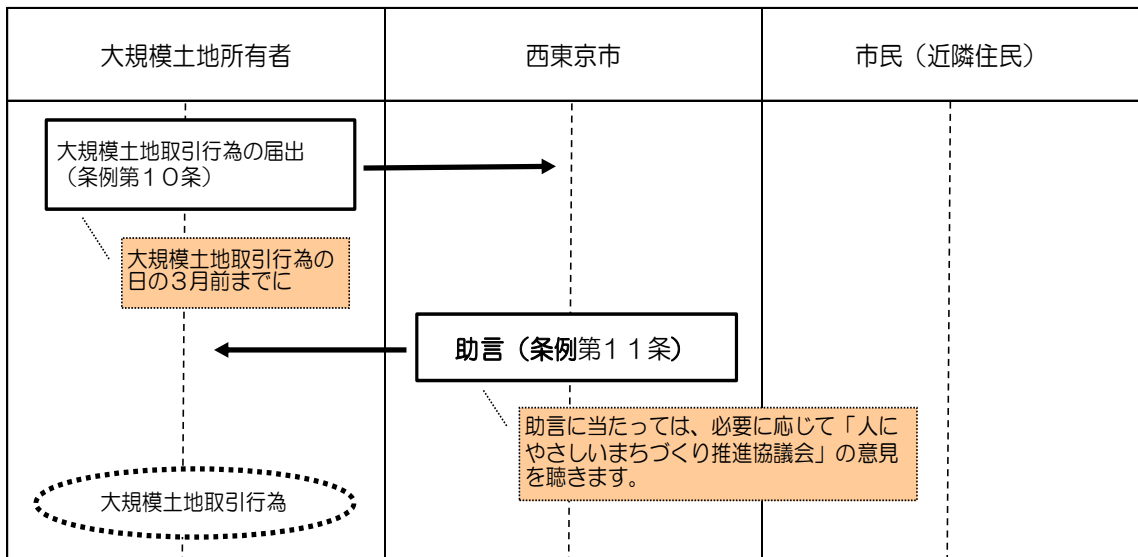 大規模土地所有者
西東京市
市民（近隣住民）
大規模土地取引行為の届出
（条例第１０条）
大規模土地取引行為の
日の３月前までに
助言（条例第１１条）
助言に当たっては、必要に応じて「人に
やさしいまちづくり推進協議会」の意見
を聴きます。
大規模土地取引行為